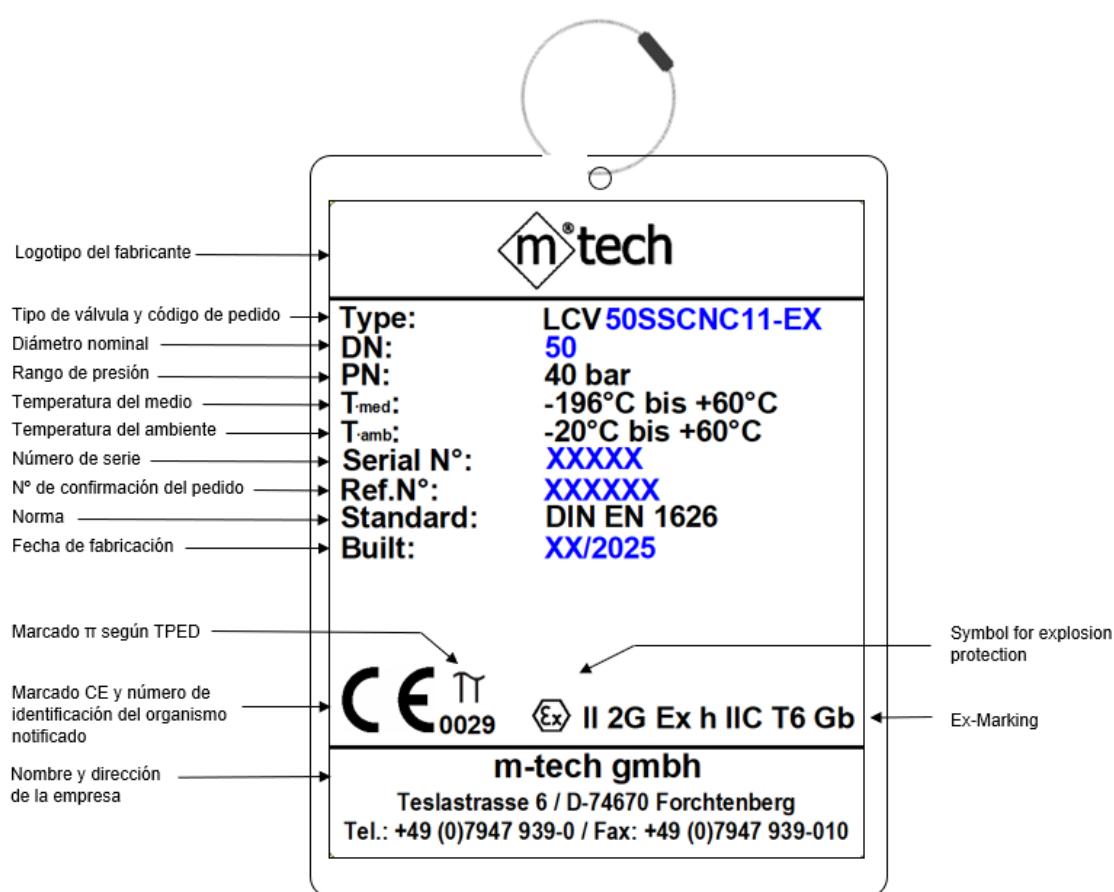 m®tech
Logotipo del fabricante
Tipo de válvula y código de pedido
Type: LCV 50SSCNC11-EX
Diámetro nominal
DN: 50
Rango de presión
PN: 40 bar
Temperatura del medio
T·med: -196°C bis +60°C
Temperatura del ambiente
T·amb: -20°C bis +60°C
Número de serie
Serial N°: XXXXX
Nº de confirmación del pedido
Ref.N°: XXXXXX
Norma
Standard: DIN EN 1626
Fecha de fabricación
Built: XX/2025
Marcado π según TPED
Symbol for explosion
protection
Marcado CE y número de
identificación del organismo
notificado
CE π 0029
Ex II 2G Ex h IIC T6 Gb
Ex-Marking
Nombre y dirección
de la empresa
m-tech gmbh
Teslastrasse 6 / D-74670 Forchtenberg
Tel.: +49 (0)7947 939-0 / Fax: +49 (0)7947 939-010